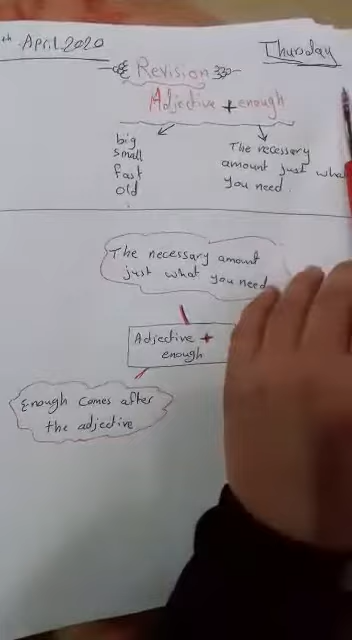 th April 2020
Thursday
Revision
Adjective + enough
big
small
fast
old
The necessary
amount just what
you need
The necessary amount
just what you need
Adjective +
enough
Enough comes after
the adjective